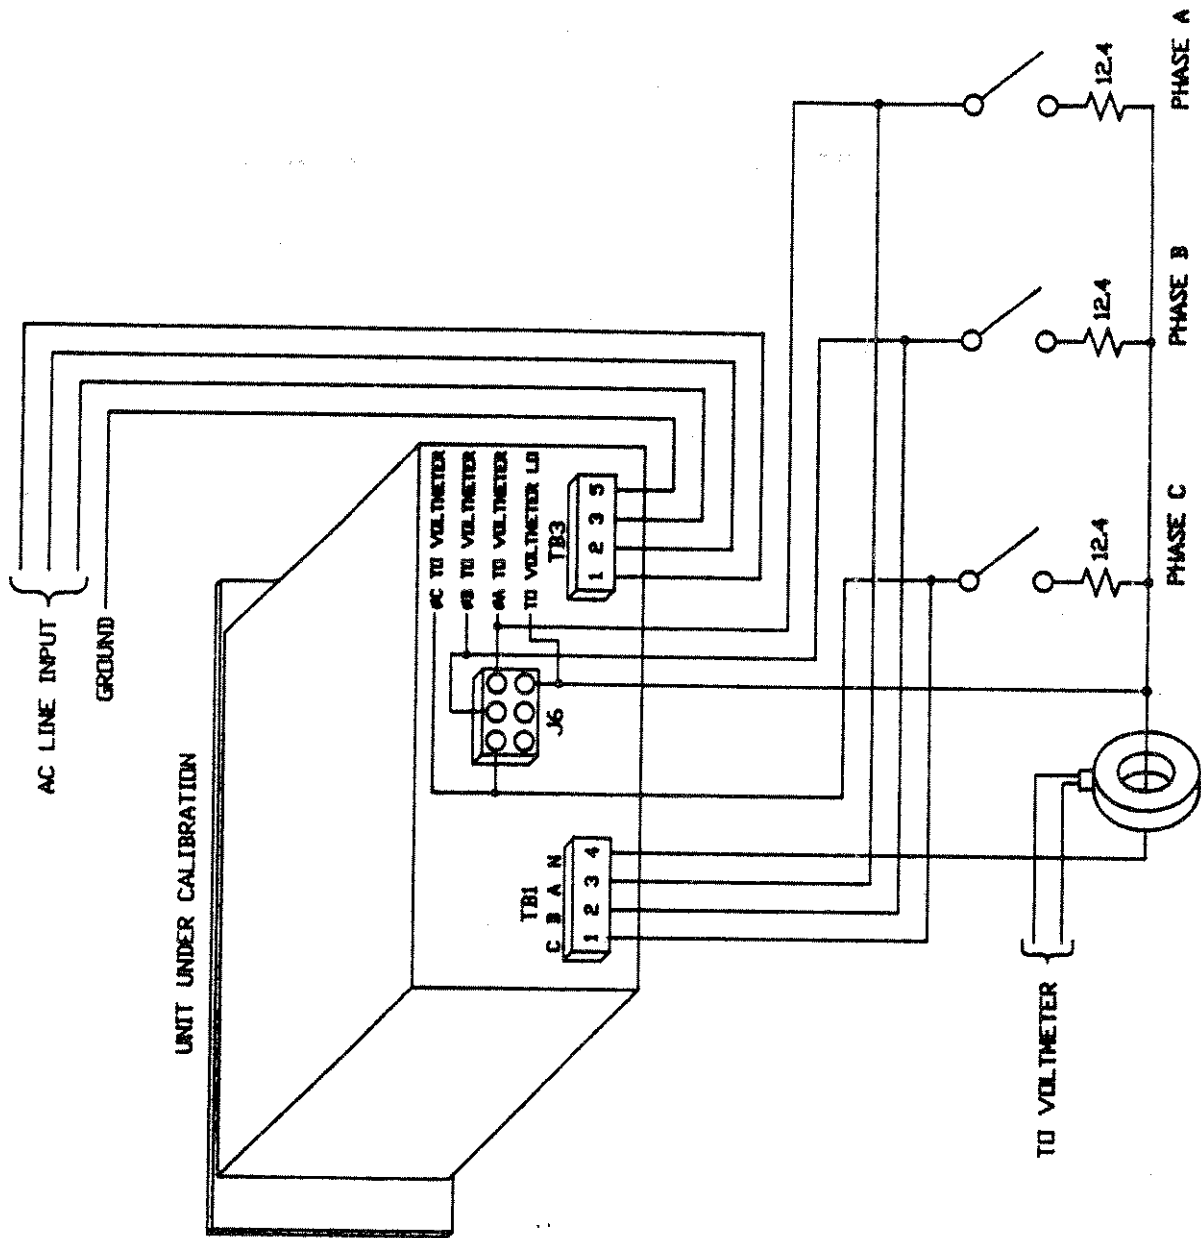 AC LINE INPUT
GROUND
UNIT UNDER CALIBRATION
ØC TO VOLTMETER
ØB TO VOLTMETER
ØA TO VOLTMETER
TO VOLTMETER LO
TB1
C B A N
1 2 3 4
J6
TB3
1 2 3 5
TO VOLTMETER
12.4
12.4
12.4
PHASE C
PHASE B
PHASE A